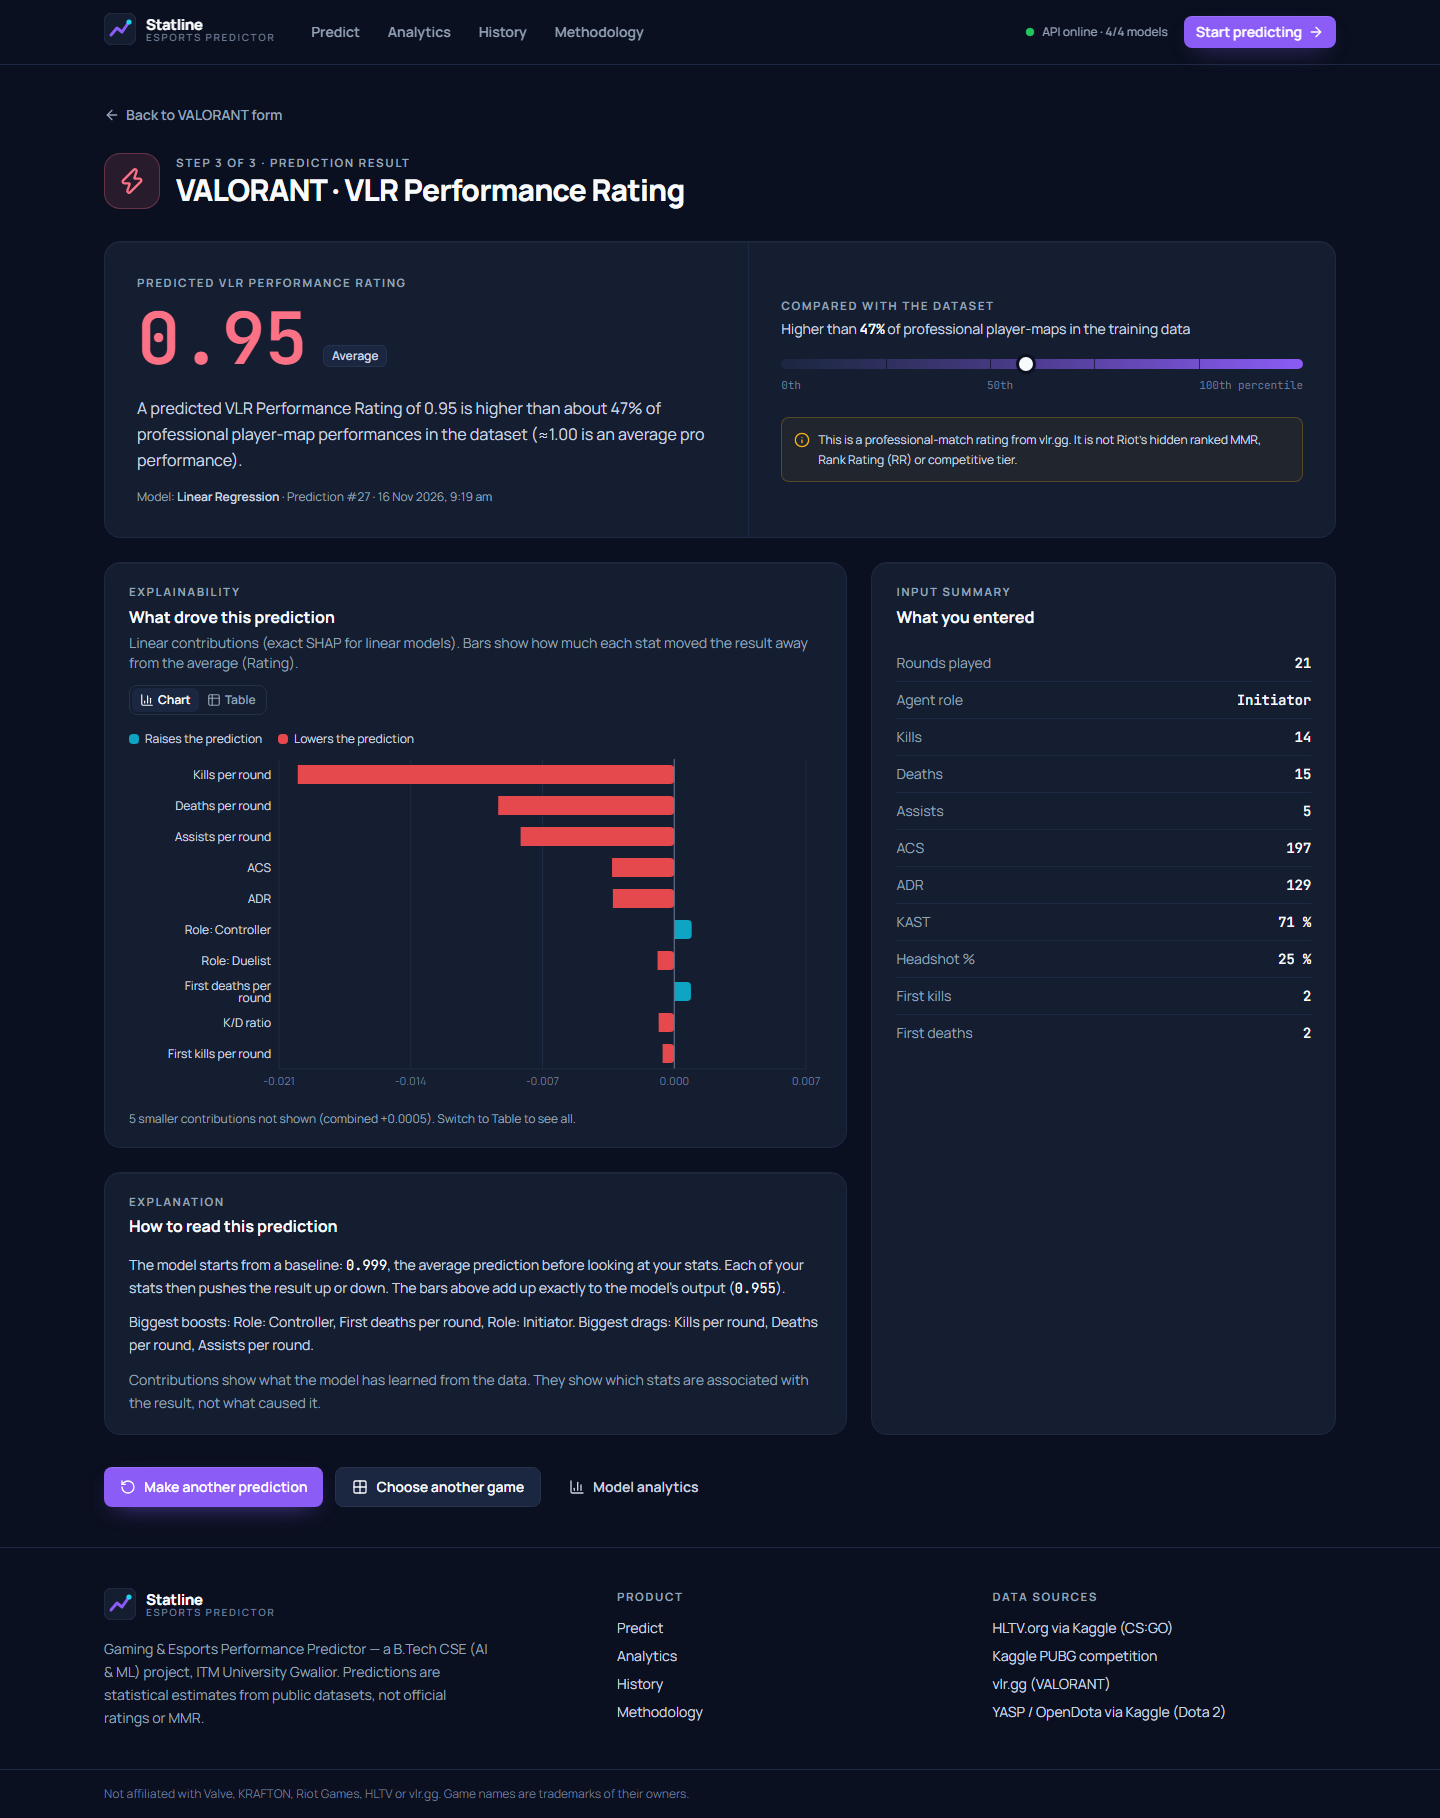 Statline
ESPORTS PREDICTOR
Predict
Analytics
History
Methodology
API online · 4/4 models
Start predicting
Back to VALORANT form
STEP 3 OF 3 · PREDICTION RESULT
VALORANT · VLR Performance Rating
PREDICTED VLR PERFORMANCE RATING
0.95
Average
A predicted VLR Performance Rating of 0.95 is higher than about 47% of
professional player-map performances in the dataset (≈1.00 is an average pro
performance).
Model: Linear Regression · Prediction #27 · 16 Nov 2026, 9:19 am
COMPARED WITH THE DATASET
Higher than 47% of professional player-maps in the training data
0th
50th
100th percentile
This is a professional-match rating from vlr.gg. It is not Riot's hidden ranked MMR,
Rank Rating (RR) or competitive tier.
EXPLAINABILITY
What drove this prediction
Linear contributions (exact SHAP for linear models). Bars show how much each stat moved the result away
from the average (Rating).
Chart
Table
Raises the prediction
Lowers the prediction
Kills per round
Deaths per round
Assists per round
ACS
ADR
Role: Controller
Role: Duelist
First deaths per
round
K/D ratio
First kills per round
-0.021
-0.014
-0.007
0.000
0.007
5 smaller contributions not shown (combined +0.0005). Switch to Table to see all.
INPUT SUMMARY
What you entered
Rounds played 21
Agent role Initiator
Kills 14
Deaths 15
Assists 5
ACS 197
ADR 129
KAST 71 %
Headshot % 25 %
First kills 2
First deaths 2
EXPLANATION
How to read this prediction
The model starts from a baseline: 0.999, the average prediction before looking at your stats. Each of your
stats then pushes the result up or down. The bars above add up exactly to the model's output (0.955).
Biggest boosts: Role: Controller, First deaths per round, Role: Initiator. Biggest drags: Kills per round, Deaths
per round, Assists per round.
Contributions show what the model has learned from the data. They show which stats are associated with
the result, not what caused it.
Make another prediction
Choose another game
Model analytics
Statline
ESPORTS PREDICTOR
Gaming & Esports Performance Predictor — a B.Tech CSE (AI
& ML) project, ITM University Gwalior. Predictions are
statistical estimates from public datasets, not official
ratings or MMR.
PRODUCT
Predict
Analytics
History
Methodology
DATA SOURCES
HLTV.org via Kaggle (CS:GO)
Kaggle PUBG competition
vlr.gg (VALORANT)
YASP / OpenDota via Kaggle (Dota 2)
Not affiliated with Valve, KRAFTON, Riot Games, HLTV or vlr.gg. Game names are trademarks of their owners.